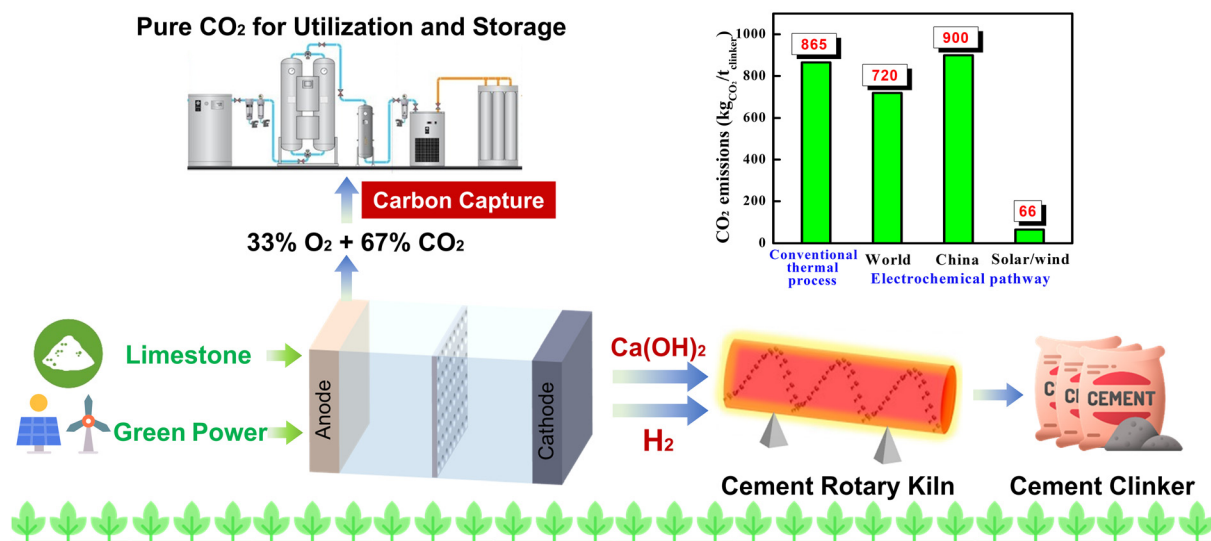 Pure CO₂ for Utilization and Storage
Carbon Capture
33% O₂ + 67% CO₂
Limestone
Green Power
Anode
Cathode
Ca(OH)₂
H₂
Cement Rotary Kiln
CEMENT
Cement Clinker
CO₂ emissions (kg_CO₂/t_clinker)
1000
800
600
400
200
0
865
720
900
66
Conventional
thermal
process
World
China
Solar/wind
Electrochemical pathway